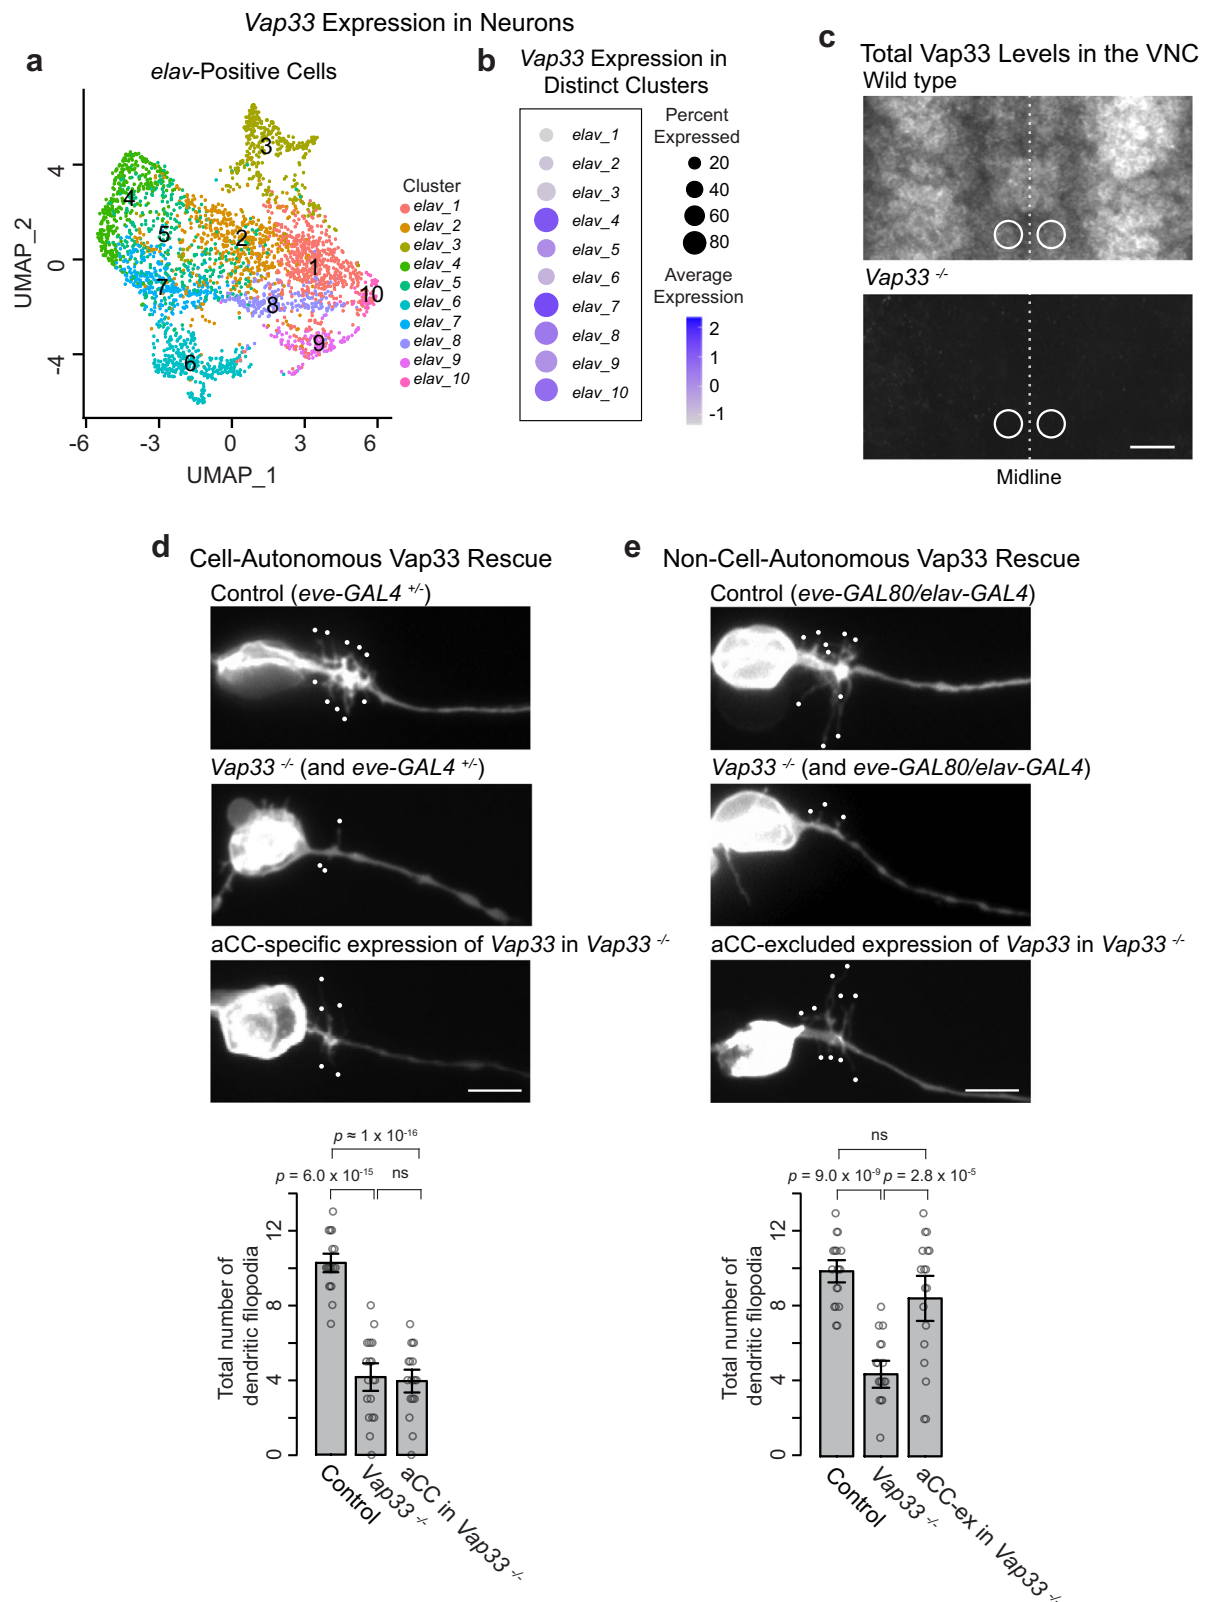 Vap33 Expression in Neurons
a
elav-Positive Cells
UMAP_2
4
0
-4
-6
-3
0
3
6
UMAP_1
1
2
3
4
5
6
7
8
9
10
Cluster
elav_1
elav_2
elav_3
elav_4
elav_5
elav_6
elav_7
elav_8
elav_9
elav_10
b
Vap33 Expression in
Distinct Clusters
elav_1
elav_2
elav_3
elav_4
elav_5
elav_6
elav_7
elav_8
elav_9
elav_10
Percent
Expressed
20
40
60
80
Average
Expression
2
1
0
-1
c
Total Vap33 Levels in the VNC
Wild type
Vap33 -/-
Midline
d
Cell-Autonomous Vap33 Rescue
Control (eve-GAL4 +/-)
Vap33 -/- (and eve-GAL4 +/-)
aCC-specific expression of Vap33 in Vap33 -/-
p ≈ 1 x 10-16
p = 6.0 x 10-15
ns
Total number of
dendritic filopodia
12
8
4
0
Control
Vap33 -/-
aCC in Vap33 -/-
e
Non-Cell-Autonomous Vap33 Rescue
Control (eve-GAL80/elav-GAL4)
Vap33 -/- (and eve-GAL80/elav-GAL4)
aCC-excluded expression of Vap33 in Vap33 -/-
ns
p = 9.0 x 10-9
p = 2.8 x 10-5
Total number of
dendritic filopodia
12
8
4
0
Control
Vap33 -/-
aCC-ex in Vap33 -/-